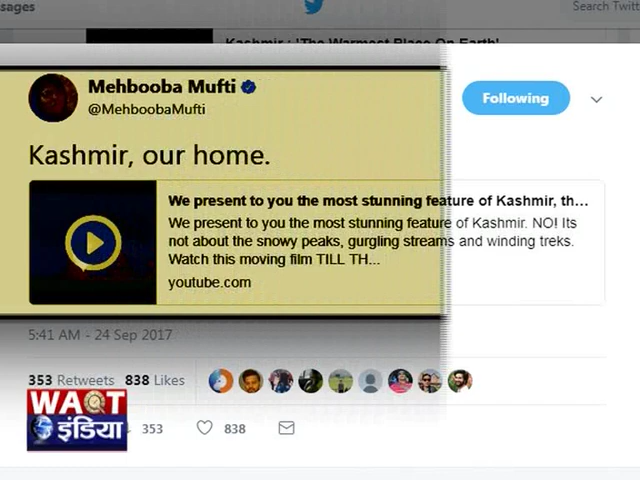 sages
Search Twitt
Kashmir : 'The Warmest Place On Earth'
Mehbooba Mufti
@MehboobaMufti
Following
Kashmir, our home.
We present to you the most stunning feature of Kashmir, th...
We present to you the most stunning feature of Kashmir. NO! Its
not about the snowy peaks, gurgling streams and winding treks.
Watch this moving film TILL TH...
youtube.com
5:41 AM - 24 Sep 2017
353 Retweets 838 Likes
353 838
WAQT
इंडिया